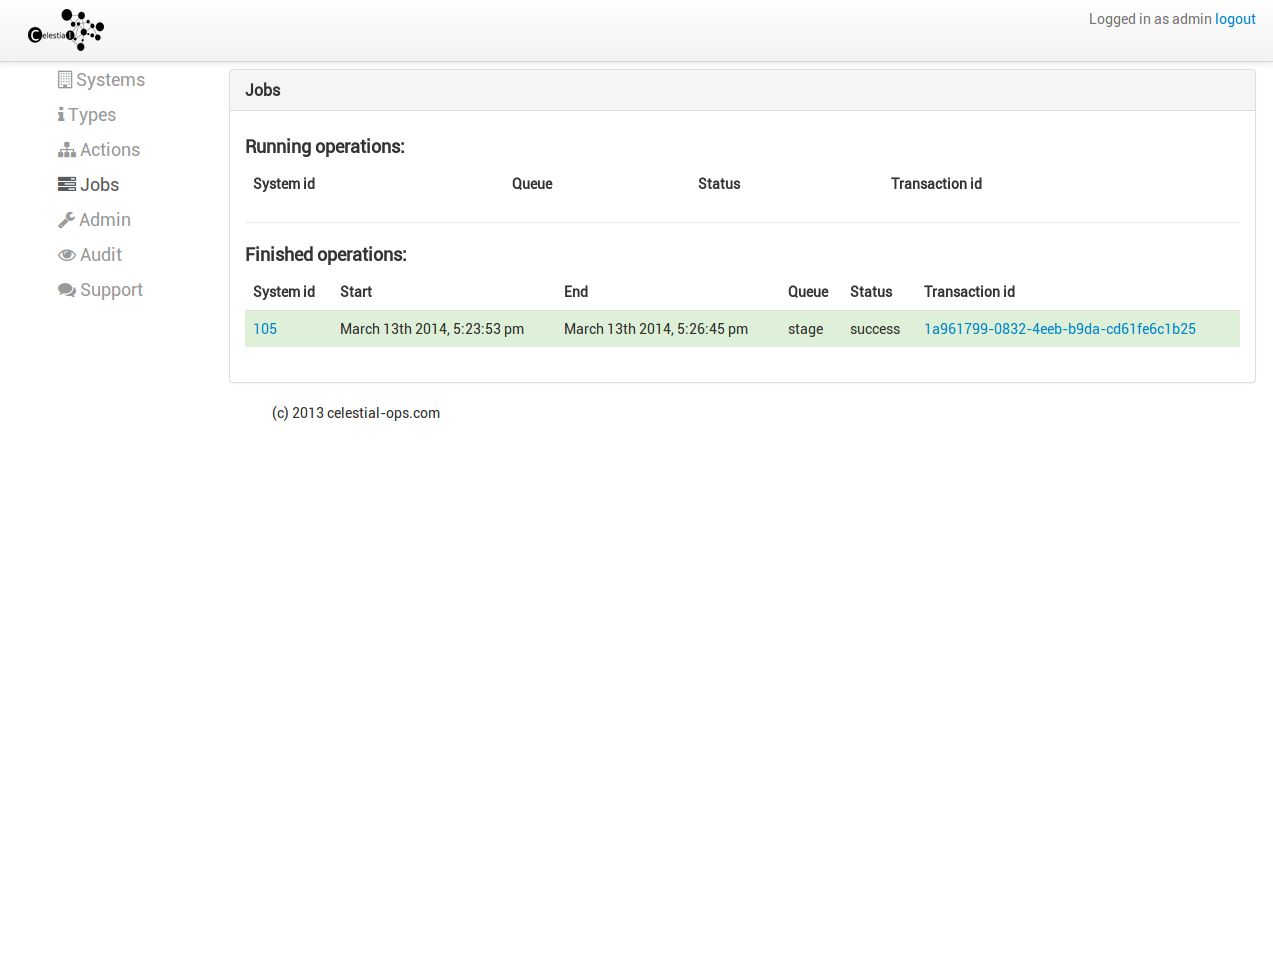 Celestial
Logged in as admin logout
Systems
Types
Actions
Jobs
Admin
Audit
Support
Jobs
Running operations:
System id Queue Status Transaction id
Finished operations:
System id Start End Queue Status Transaction id
105 March 13th 2014, 5:23:53 pm March 13th 2014, 5:26:45 pm stage success 1a961799-0832-4eeb-b9da-cd61fe6c1b25
(c) 2013 celestial-ops.com